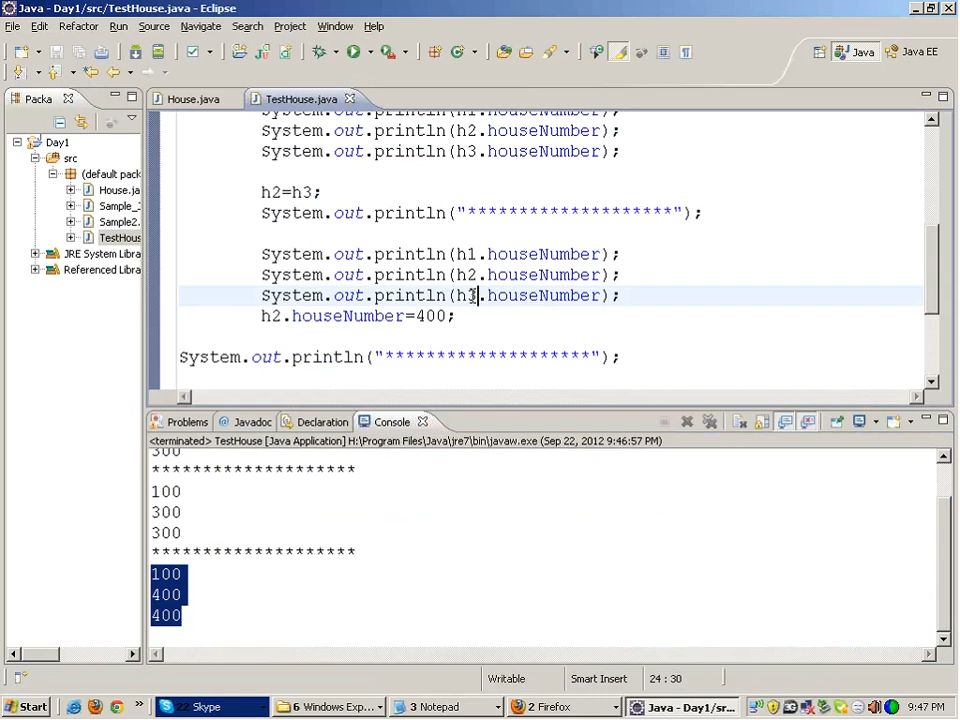 Java - Day1/src/TestHouse.java - Eclipse
File Edit Refactor Run Source Navigate Search Project Window Help
Java Java EE
Packa
House.java TestHouse.java
Day1
src
(default pack
House.ja
Sample_
Sample2.
TestHous
JRE System Libra
Referenced Libra
System.out.println(h1.houseNumber);
System.out.println(h2.houseNumber);
System.out.println(h3.houseNumber);
h2=h3;
System.out.println("********************");
System.out.println(h1.houseNumber);
System.out.println(h2.houseNumber);
System.out.println(h3.houseNumber);
h2.houseNumber=400;
System.out.println("********************");
Problems Javadoc Declaration Console
<terminated> TestHouse [Java Application] H:\Program Files\Java\jre7\bin\javaw.exe (Sep 22, 2012 9:46:57 PM)
300
********************
100
300
300
********************
100
400
400
Writable Smart Insert 24 : 30
Start 22 Skype 6 Windows Exp... 3 Notepad 2 Firefox Java - Day1/sr... 9:47 PM